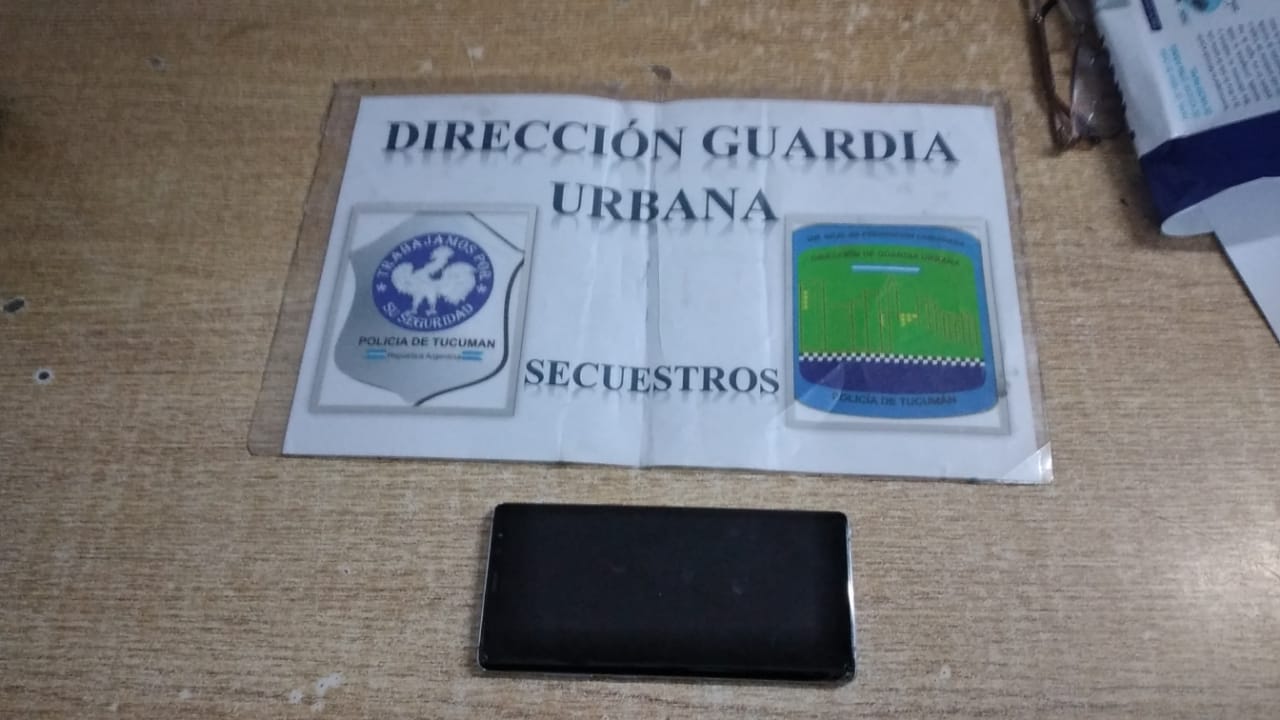 DIRECCIÓN GUARDIA
URBANA
TRABAJAMOS POR
SU SEGURIDAD
POLICIA DE TUCUMAN
Republica Argentina
SECUESTROS
DIRECCIÓN DE GUARDIA URBANA
POLICÍA DE TUCUMÁN